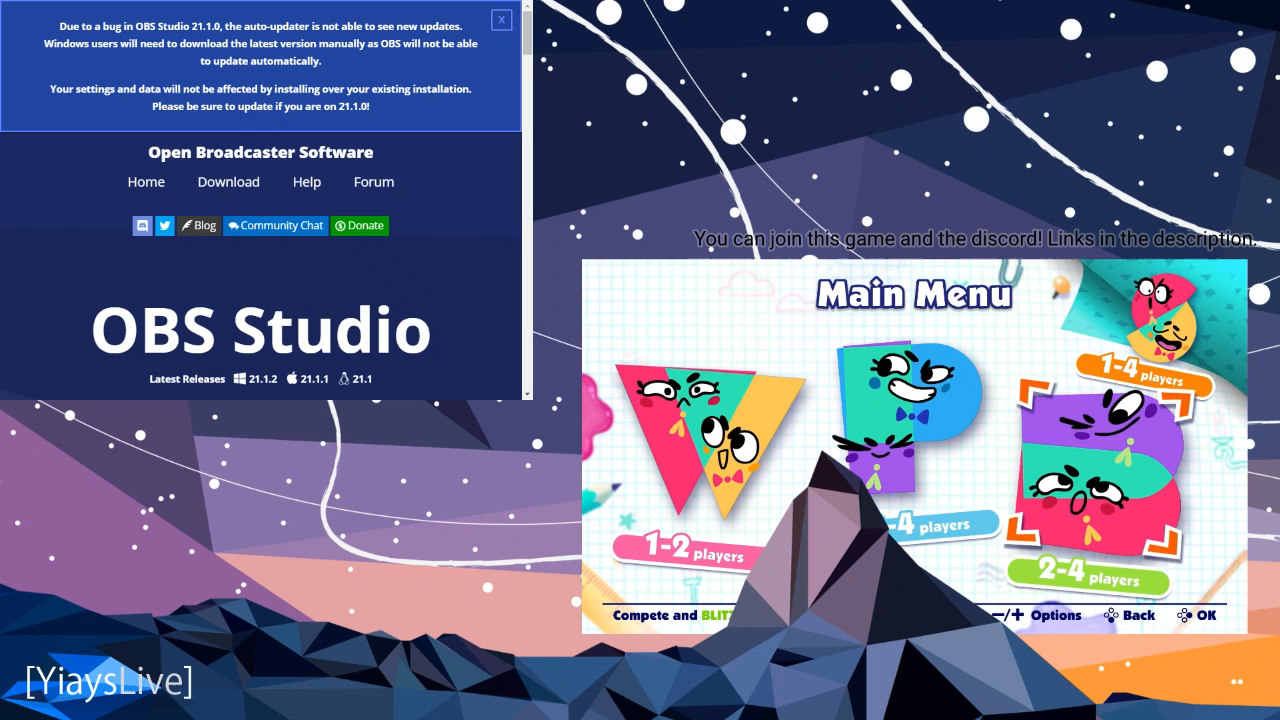 Due to a bug in OBS Studio 21.1.0, the auto-updater is not able to see new updates.
Windows users will need to download the latest version manually as OBS will not be able
to update automatically.
X
Your settings and data will not be affected by installing over your existing installation.
Please be sure to update if you are on 21.1.0!
Open Broadcaster Software
Home Download Help Forum
Blog Community Chat Donate
OBS Studio
Latest Releases 21.1.2 21.1.1 21.1
You can join this game and the discord! Links in the description.
Main Menu
1-4 players
1-2 players
-4 players
2-4 players
Compete and BLIT
−/+ Options Back OK
[YiaysLive]